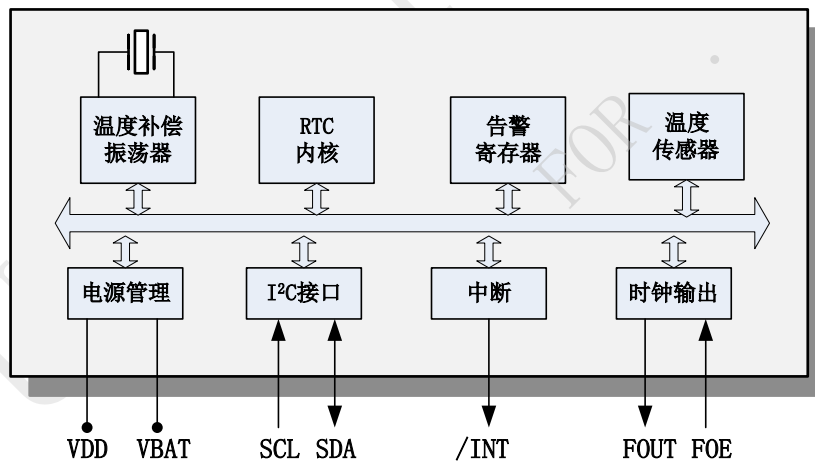 温度补偿
振荡器
RTC
内核
告警
寄存器
温度
传感器
电源管理
I²C接口
中断
时钟输出
VDD VBAT SCL SDA /INT FOUT FOE
FOR